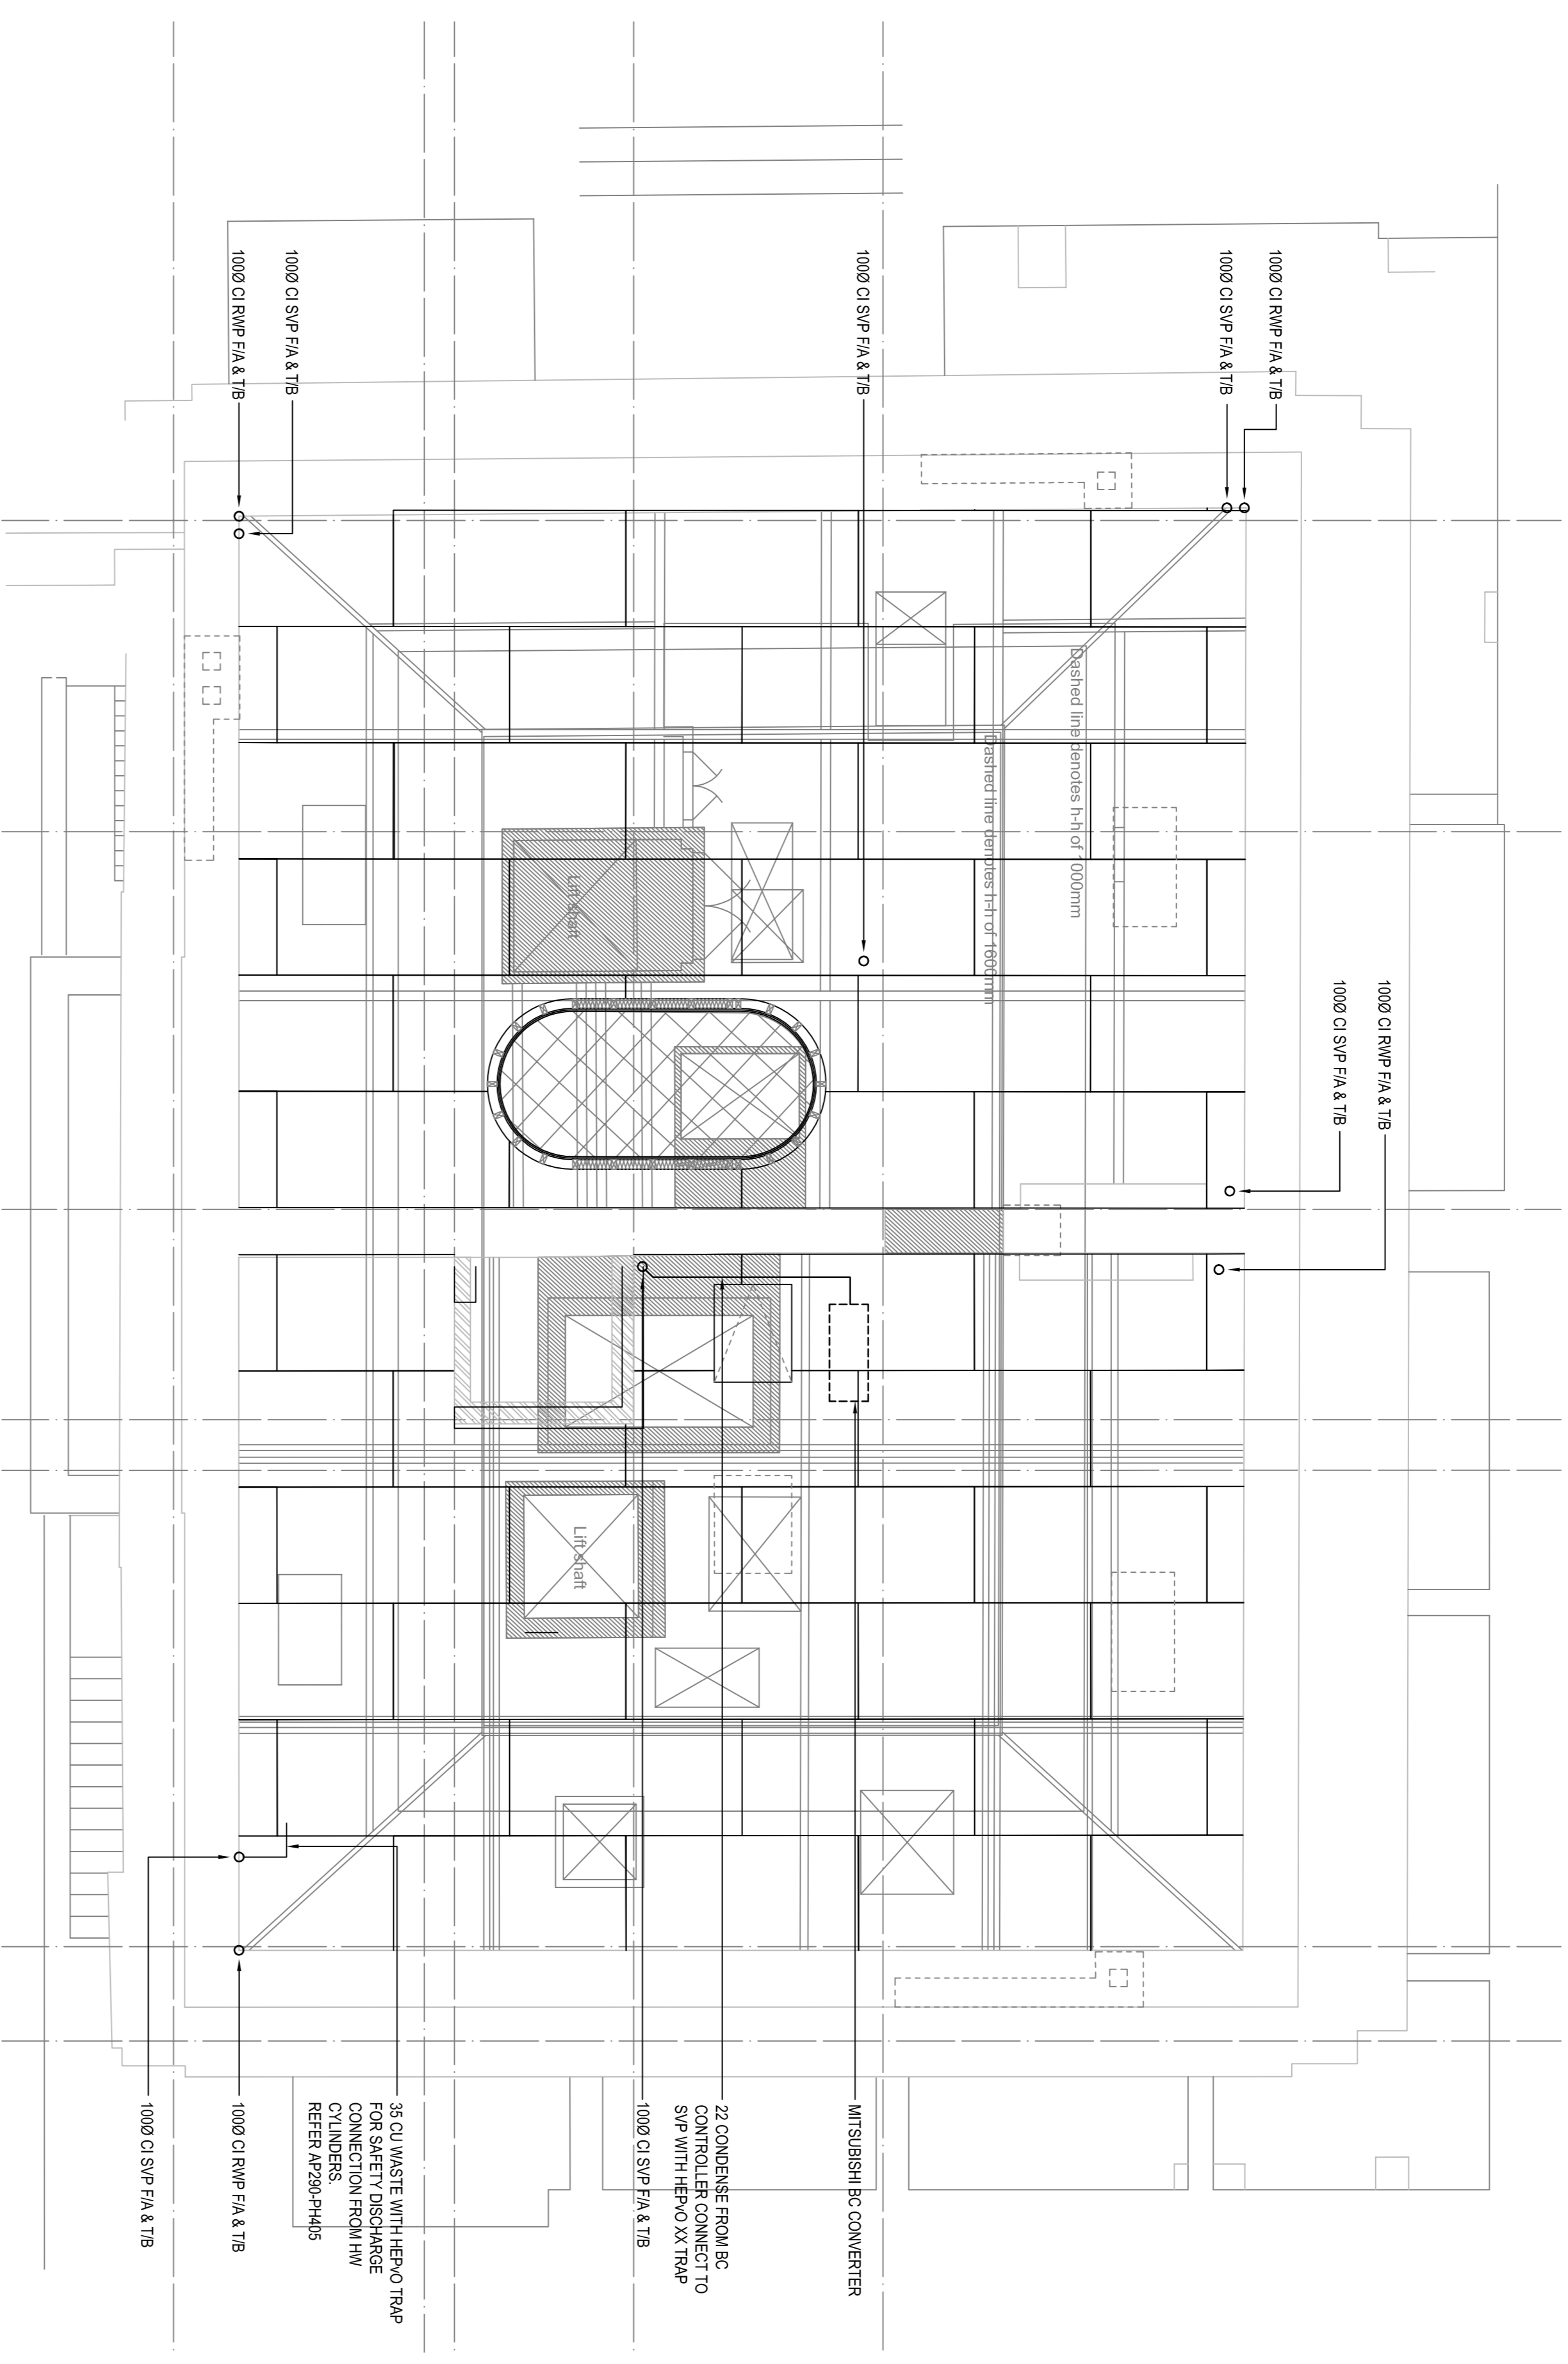 100Ø CI RWP F/A & T/B
100Ø CI SVP F/A & T/B
100Ø CI SVP F/A & T/B
100Ø CI SVP F/A & T/B
100Ø CI RWP F/A & T/B
100Ø CI RWP F/A & T/B
100Ø CI SVP F/A & T/B
Dashed line denotes h-h of 1000mm
Dashed line denotes h-h of 1600mm
Lift shaft
Lift shaft
MITSUBISHI BC CONVERTER
22 CONDENSE FROM BC
CONTROLLER CONNECT TO
SVP WITH HEPvO XX TRAP
100Ø CI SVP F/A & T/B
35 CU WASTE WITH HEPvO TRAP
FOR SAFETY DISCHARGE
CONNECTION FROM HW
CYLINDERS.
REFER AP290-PH405
100Ø CI RWP F/A & T/B
100Ø CI SVP F/A & T/B